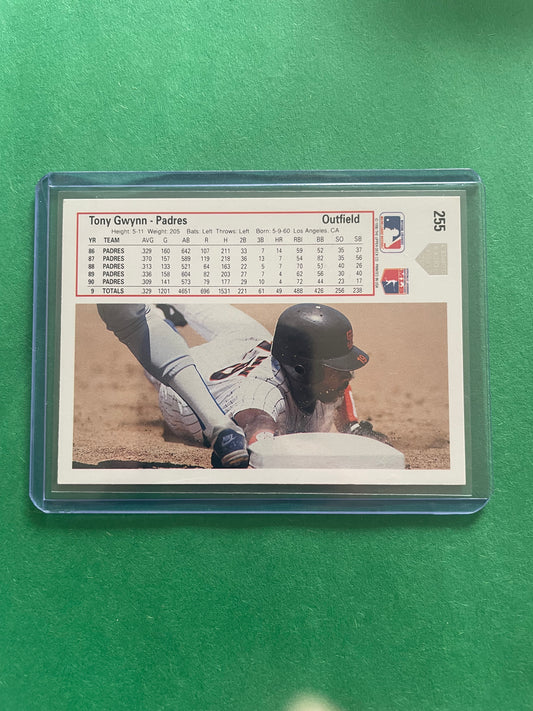 Tony Gwynn - Padres Outfield
Height: 5-11 Weight: 205 Bats: Left Throws: Left Born: 5-9-60 Los Angeles, CA
YR TEAM AVG G AB R H 2B 3B HR RBI BB SO SB
86 PADRES .329 160 642 107 211 33 7 14 59 52 35 37
87 PADRES .370 157 589 119 218 36 13 7 54 82 35 56
88 PADRES .313 133 521 64 163 22 5 7 70 51 40 26
89 PADRES .336 158 604 82 203 27 7 4 62 56 30 40
90 PADRES .309 141 573 79 177 29 10 4 72 44 23 17
9 TOTALS .329 1201 4651 696 1531 221 61 49 488 426 256 238
255
19
NIKE